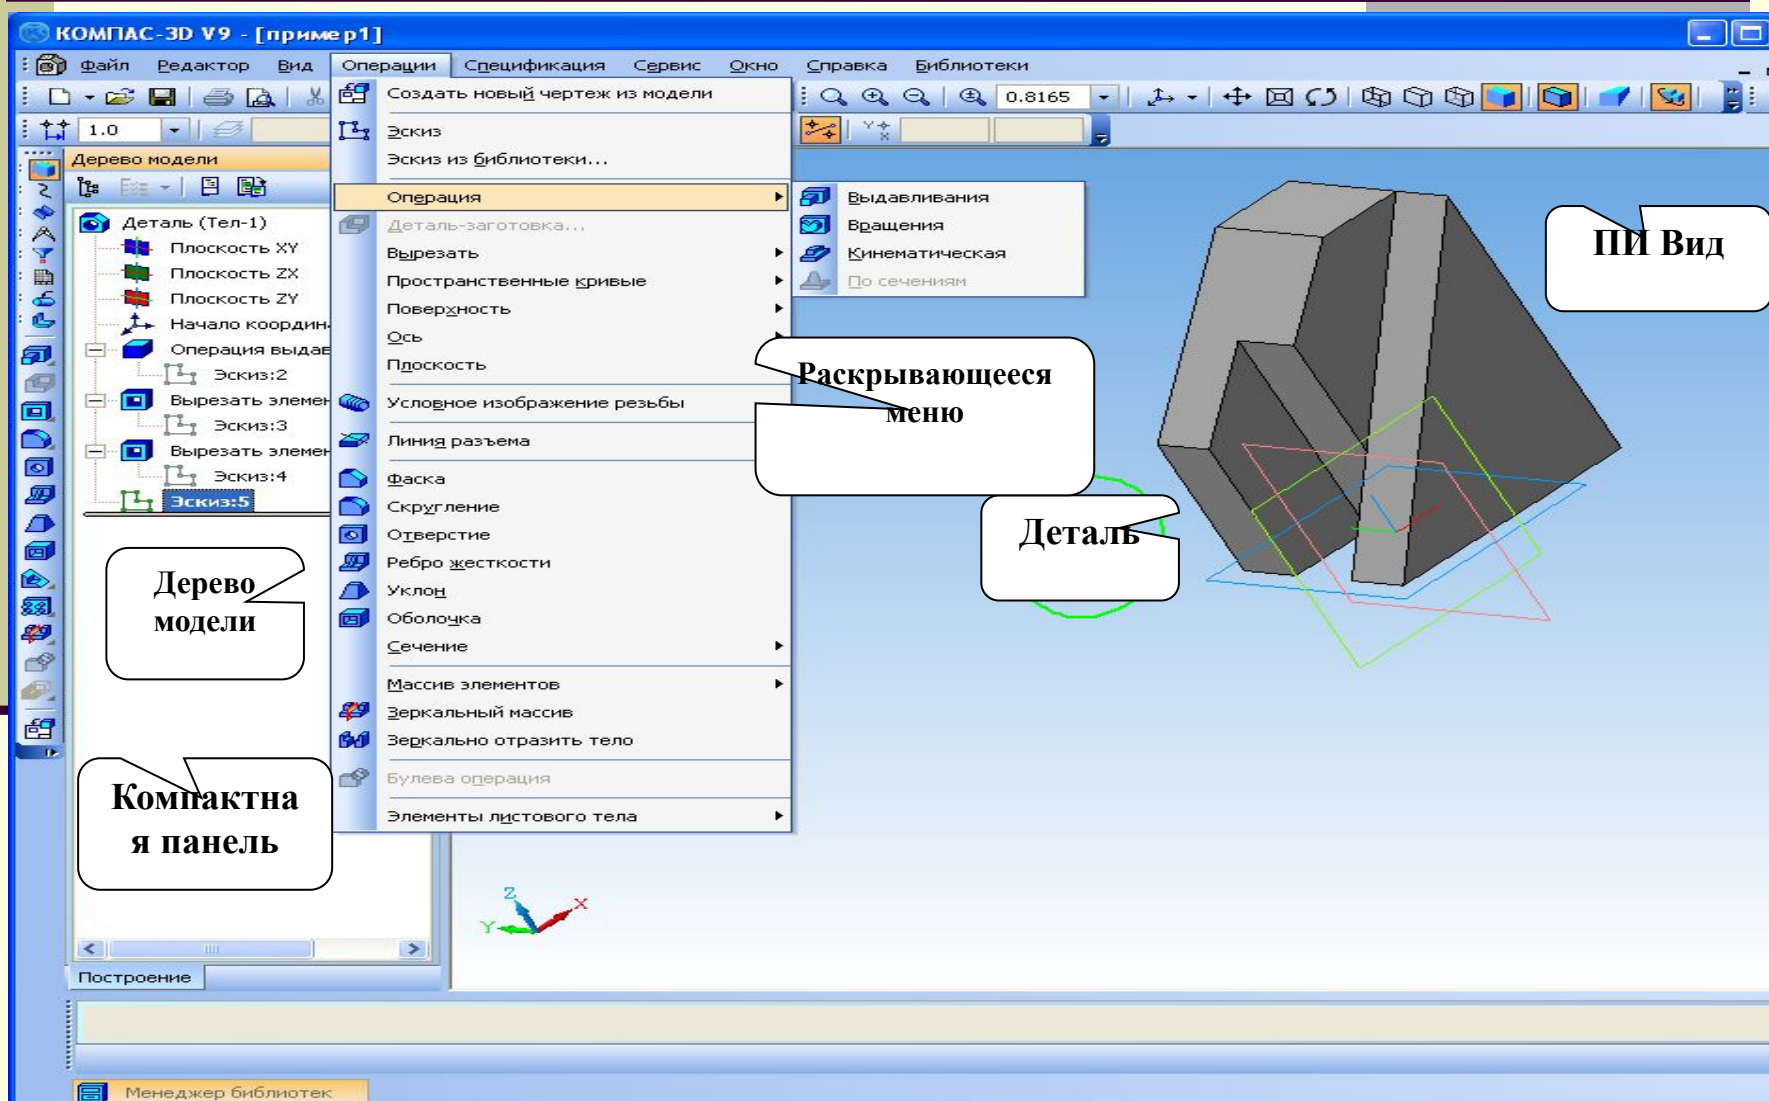 КОМПАС-3D V9 - [пример1]
Файл Редактор Вид Операции Спецификация Сервис Окно Справка Библиотеки
0.8165
1.0
Y
X
Дерево модели
Деталь (Тел-1)
Плоскость XY
Плоскость ZX
Плоскость ZY
Начало координ
Операция выдав
Эскиз:2
Вырезать элемен
Эскиз:3
Вырезать элемен
Эскиз:4
Эскиз:5
Построение
Создать новый чертеж из модели
Эскиз
Эскиз из библиотеки...
Операция
Деталь-заготовка...
Вырезать
Пространственные кривые
Поверхность
Ось
Плоскость
Условное изображение резьбы
Линия разъема
Фаска
Скругление
Отверстие
Ребро жесткости
Уклон
Оболочка
Сечение
Массив элементов
Зеркальный массив
Зеркально отразить тело
Булева операция
Элементы листового тела
Выдавливания
Вращения
Кинематическая
По сечениям
ПИ Вид
Раскрывающееся
меню
Деталь
Дерево
модели
Компактна
я панель
Z
X
Y
Менеджер библиотек